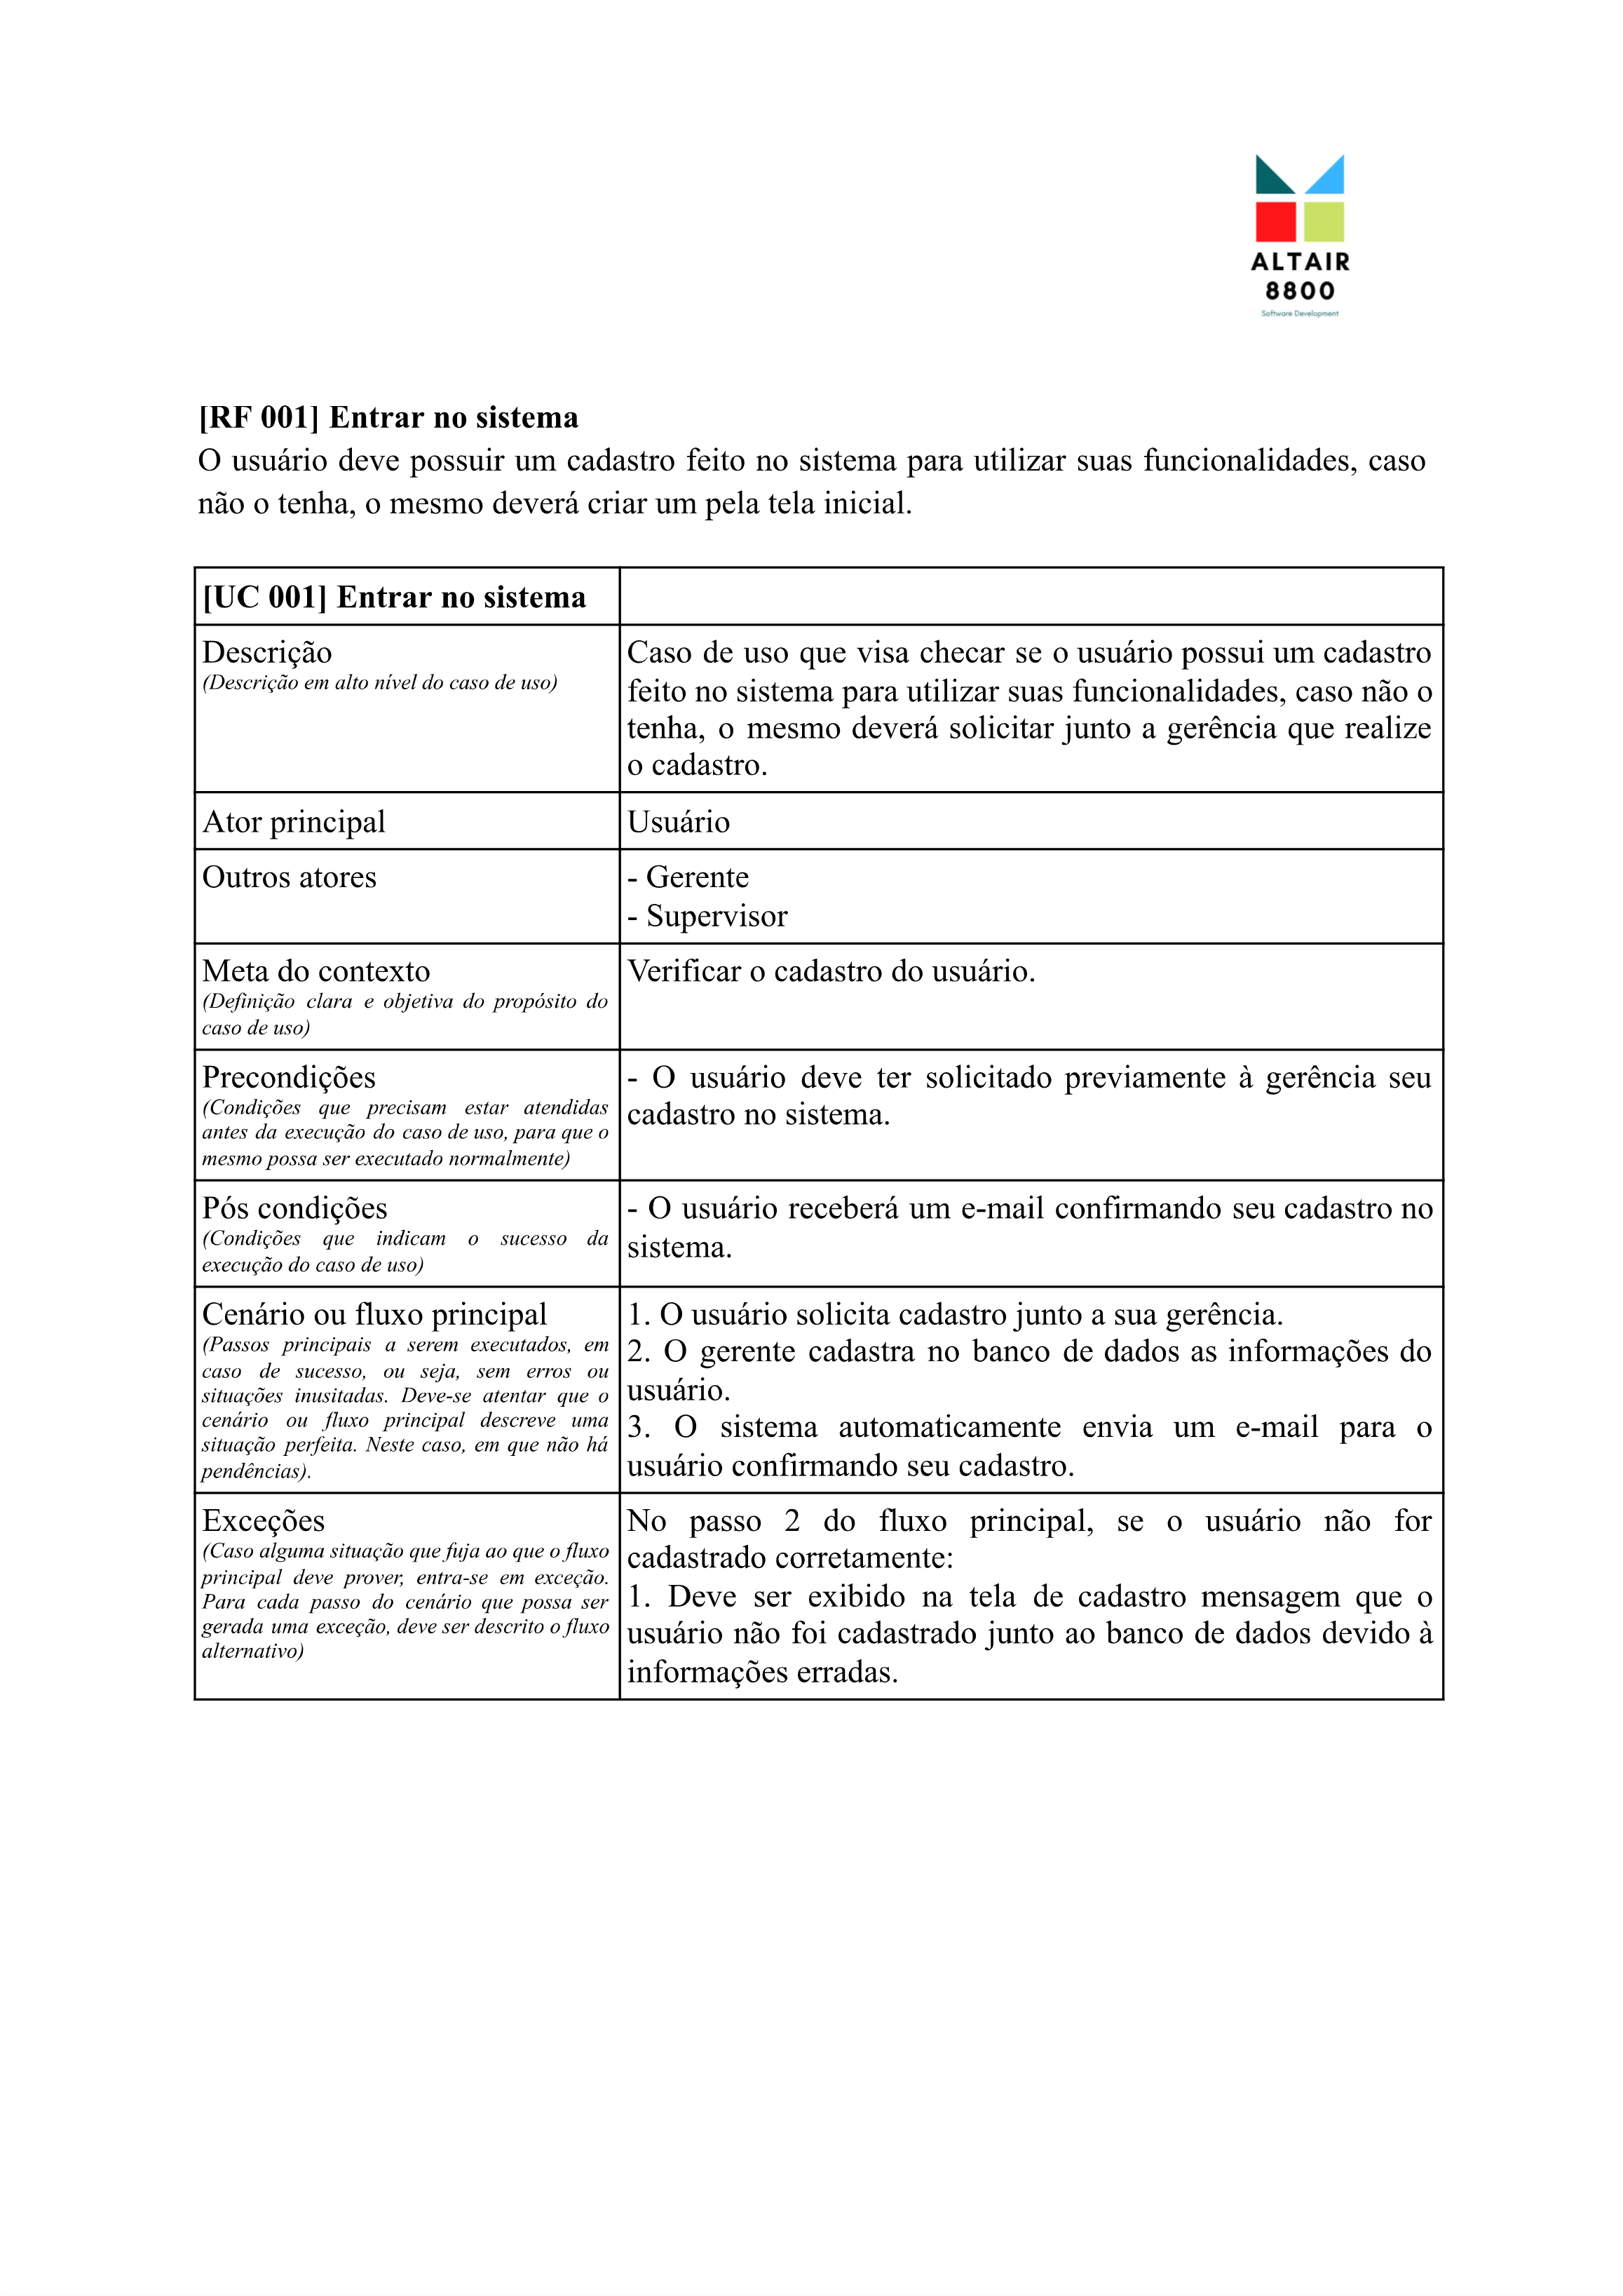 ALTAIR
8800
Software Development
[RF 001] Entrar no sistema
O usuário deve possuir um cadastro feito no sistema para utilizar suas funcionalidades, caso
não o tenha, o mesmo deverá criar um pela tela inicial.
[UC 001] Entrar no sistema
Descrição
(Descrição em alto nível do caso de uso)
Caso de uso que visa checar se o usuário possui um cadastro
feito no sistema para utilizar suas funcionalidades, caso não o
tenha, o mesmo deverá solicitar junto a gerência que realize
o cadastro.
Ator principal
Usuário
Outros atores
- Gerente
- Supervisor
Meta do contexto
(Definição clara e objetiva do propósito do
caso de uso)
Verificar o cadastro do usuário.
Precondições
(Condições que precisam estar atendidas
antes da execução do caso de uso, para que o
mesmo possa ser executado normalmente)
- O usuário deve ter solicitado previamente à gerência seu
cadastro no sistema.
Pós condições
(Condições que indicam o sucesso da
execução do caso de uso)
- O usuário receberá um e-mail confirmando seu cadastro no
sistema.
Cenário ou fluxo principal
(Passos principais a serem executados, em
caso de sucesso, ou seja, sem erros ou
situações inusitadas. Deve-se atentar que o
cenário ou fluxo principal descreve uma
situação perfeita. Neste caso, em que não há
pendências).
1. O usuário solicita cadastro junto a sua gerência.
2. O gerente cadastra no banco de dados as informações do
usuário.
3. O sistema automaticamente envia um e-mail para o
usuário confirmando seu cadastro.
Exceções
(Caso alguma situação que fuja ao que o fluxo
principal deve prover, entra-se em exceção.
Para cada passo do cenário que possa ser
gerada uma exceção, deve ser descrito o fluxo
alternativo)
No passo 2 do fluxo principal, se o usuário não for
cadastrado corretamente:
1. Deve ser exibido na tela de cadastro mensagem que o
usuário não foi cadastrado junto ao banco de dados devido à
informações erradas.